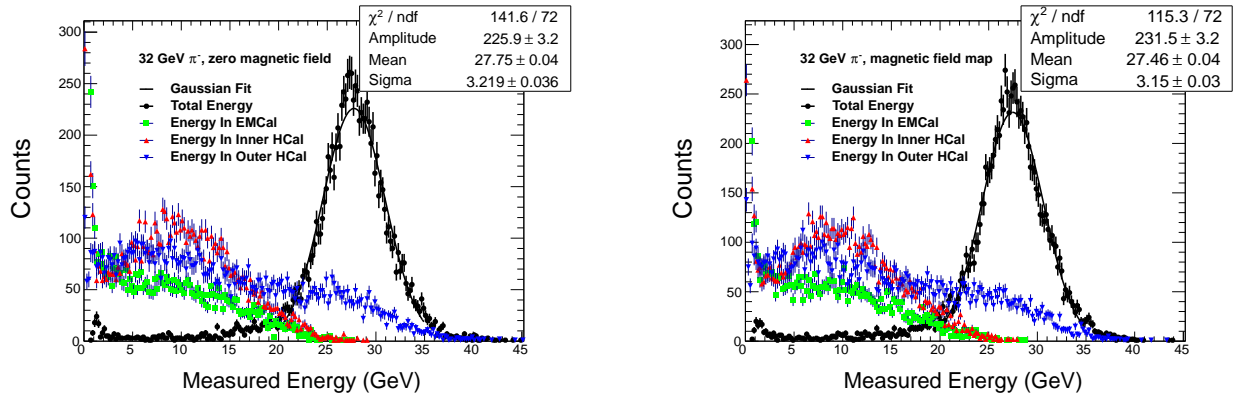 χ² / ndf 141.6 / 72
Amplitude 225.9 ± 3.2
Mean 27.75 ± 0.04
Sigma 3.219 ± 0.036
32 GeV π⁻, zero magnetic field
Gaussian Fit
Total Energy
Energy In EMCal
Energy In Inner HCal
Energy In Outer HCal
Counts
300
250
200
150
100
50
0
0 5 10 15 20 25 30 35 40 45
Measured Energy (GeV)
χ² / ndf 115.3 / 72
Amplitude 231.5 ± 3.2
Mean 27.46 ± 0.04
Sigma 3.15 ± 0.03
32 GeV π⁻, magnetic field map
Gaussian Fit
Total Energy
Energy In EMCal
Energy In Inner HCal
Energy In Outer HCal
Counts
300
250
200
150
100
50
0
0 5 10 15 20 25 30 35 40 45
Measured Energy (GeV)